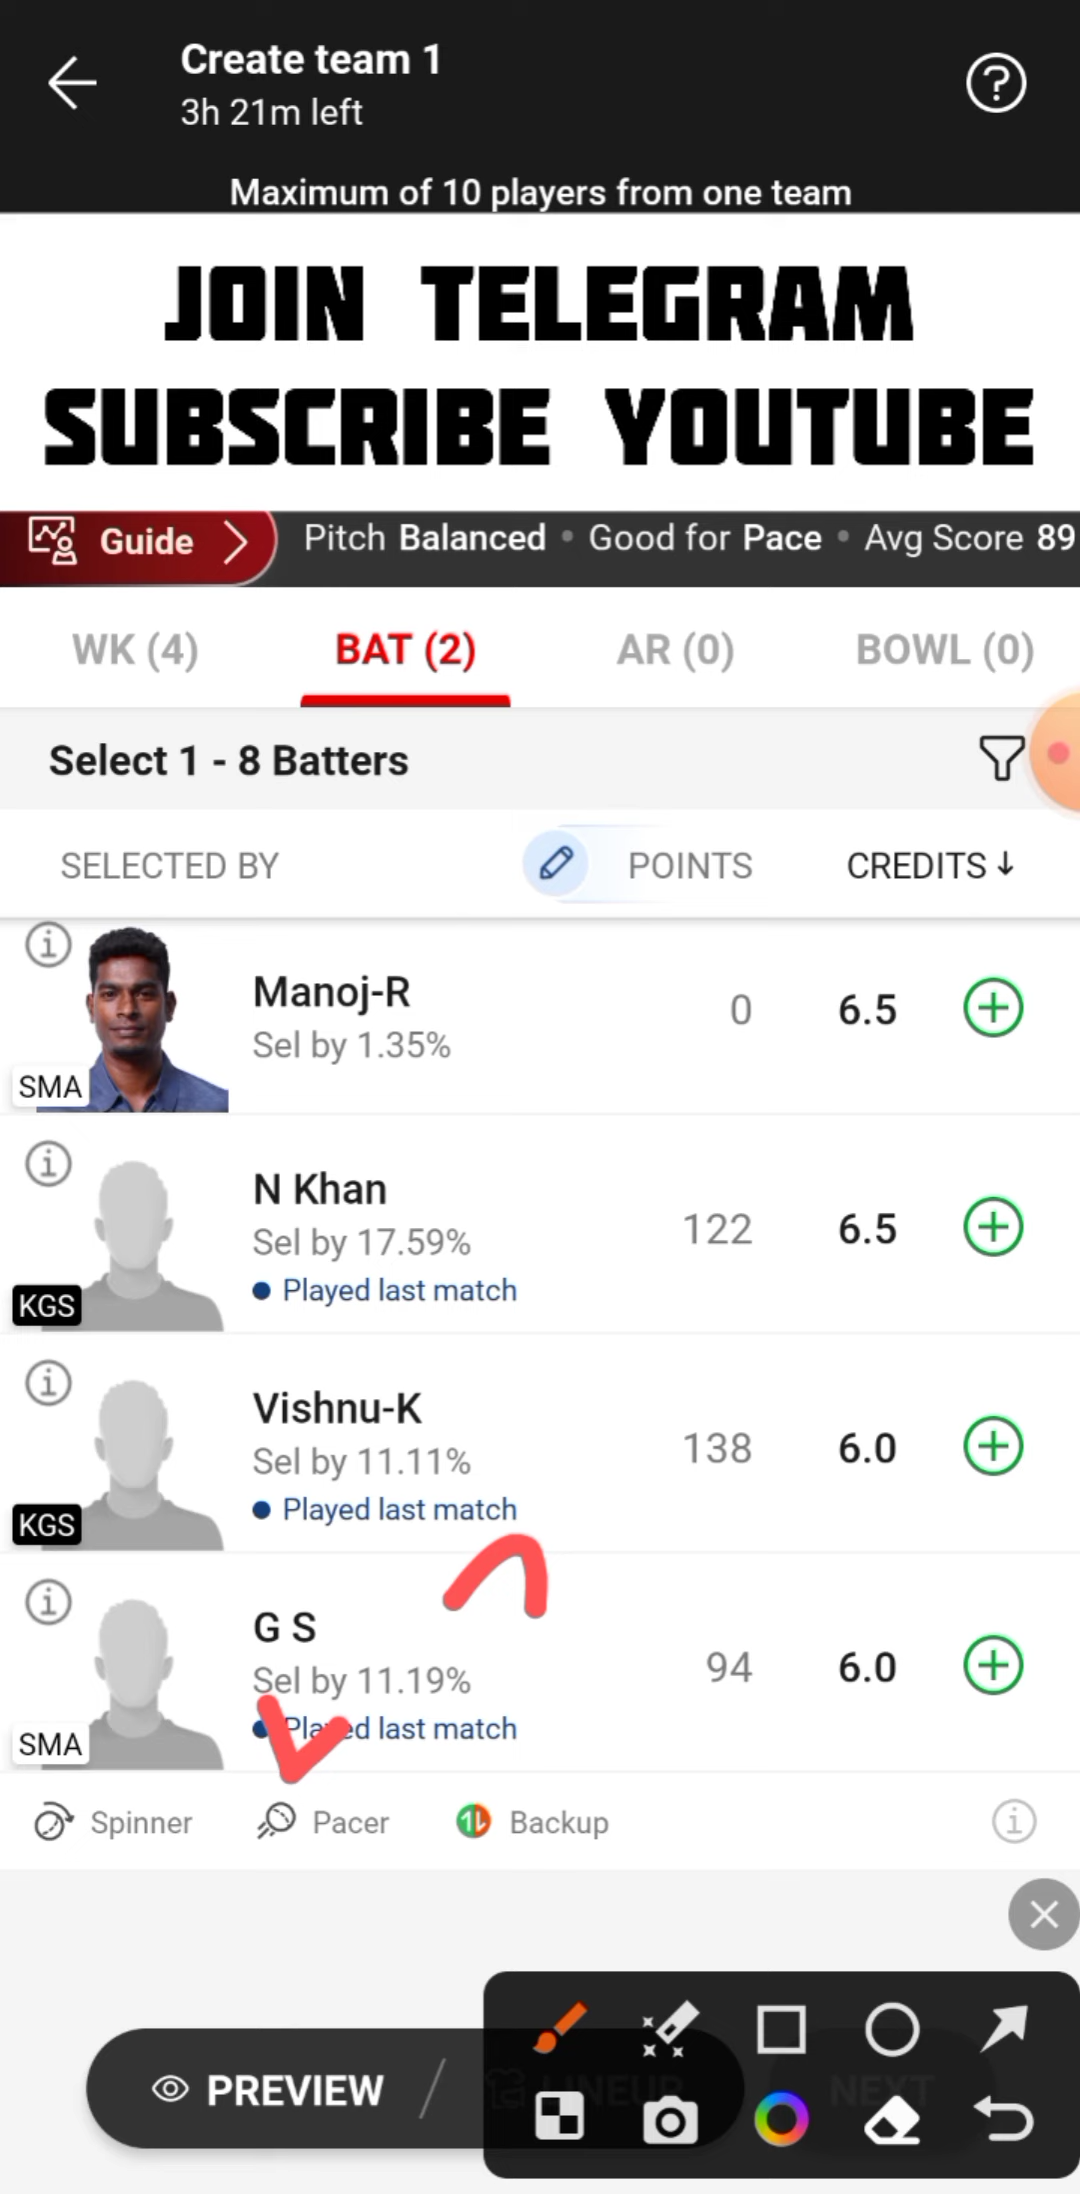 Create team 1
3h 21m left
Maximum of 10 players from one team
JOIN TELEGRAM
SUBSCRIBE YOUTUBE
Guide
Pitch Balanced • Good for Pace • Avg Score 89
WK (4) BAT (2) AR (0) BOWL (0)
Select 1 - 8 Batters
SELECTED BY POINTS CREDITS ↓
Manoj-R 0 6.5
Sel by 1.35%
SMA
N Khan 122 6.5
Sel by 17.59%
Played last match
KGS
Vishnu-K 138 6.0
Sel by 11.11%
Played last match
KGS
G S 94 6.0
Sel by 11.19%
Played last match
SMA
Spinner Pacer Backup
PREVIEW / LINEUP NEXT